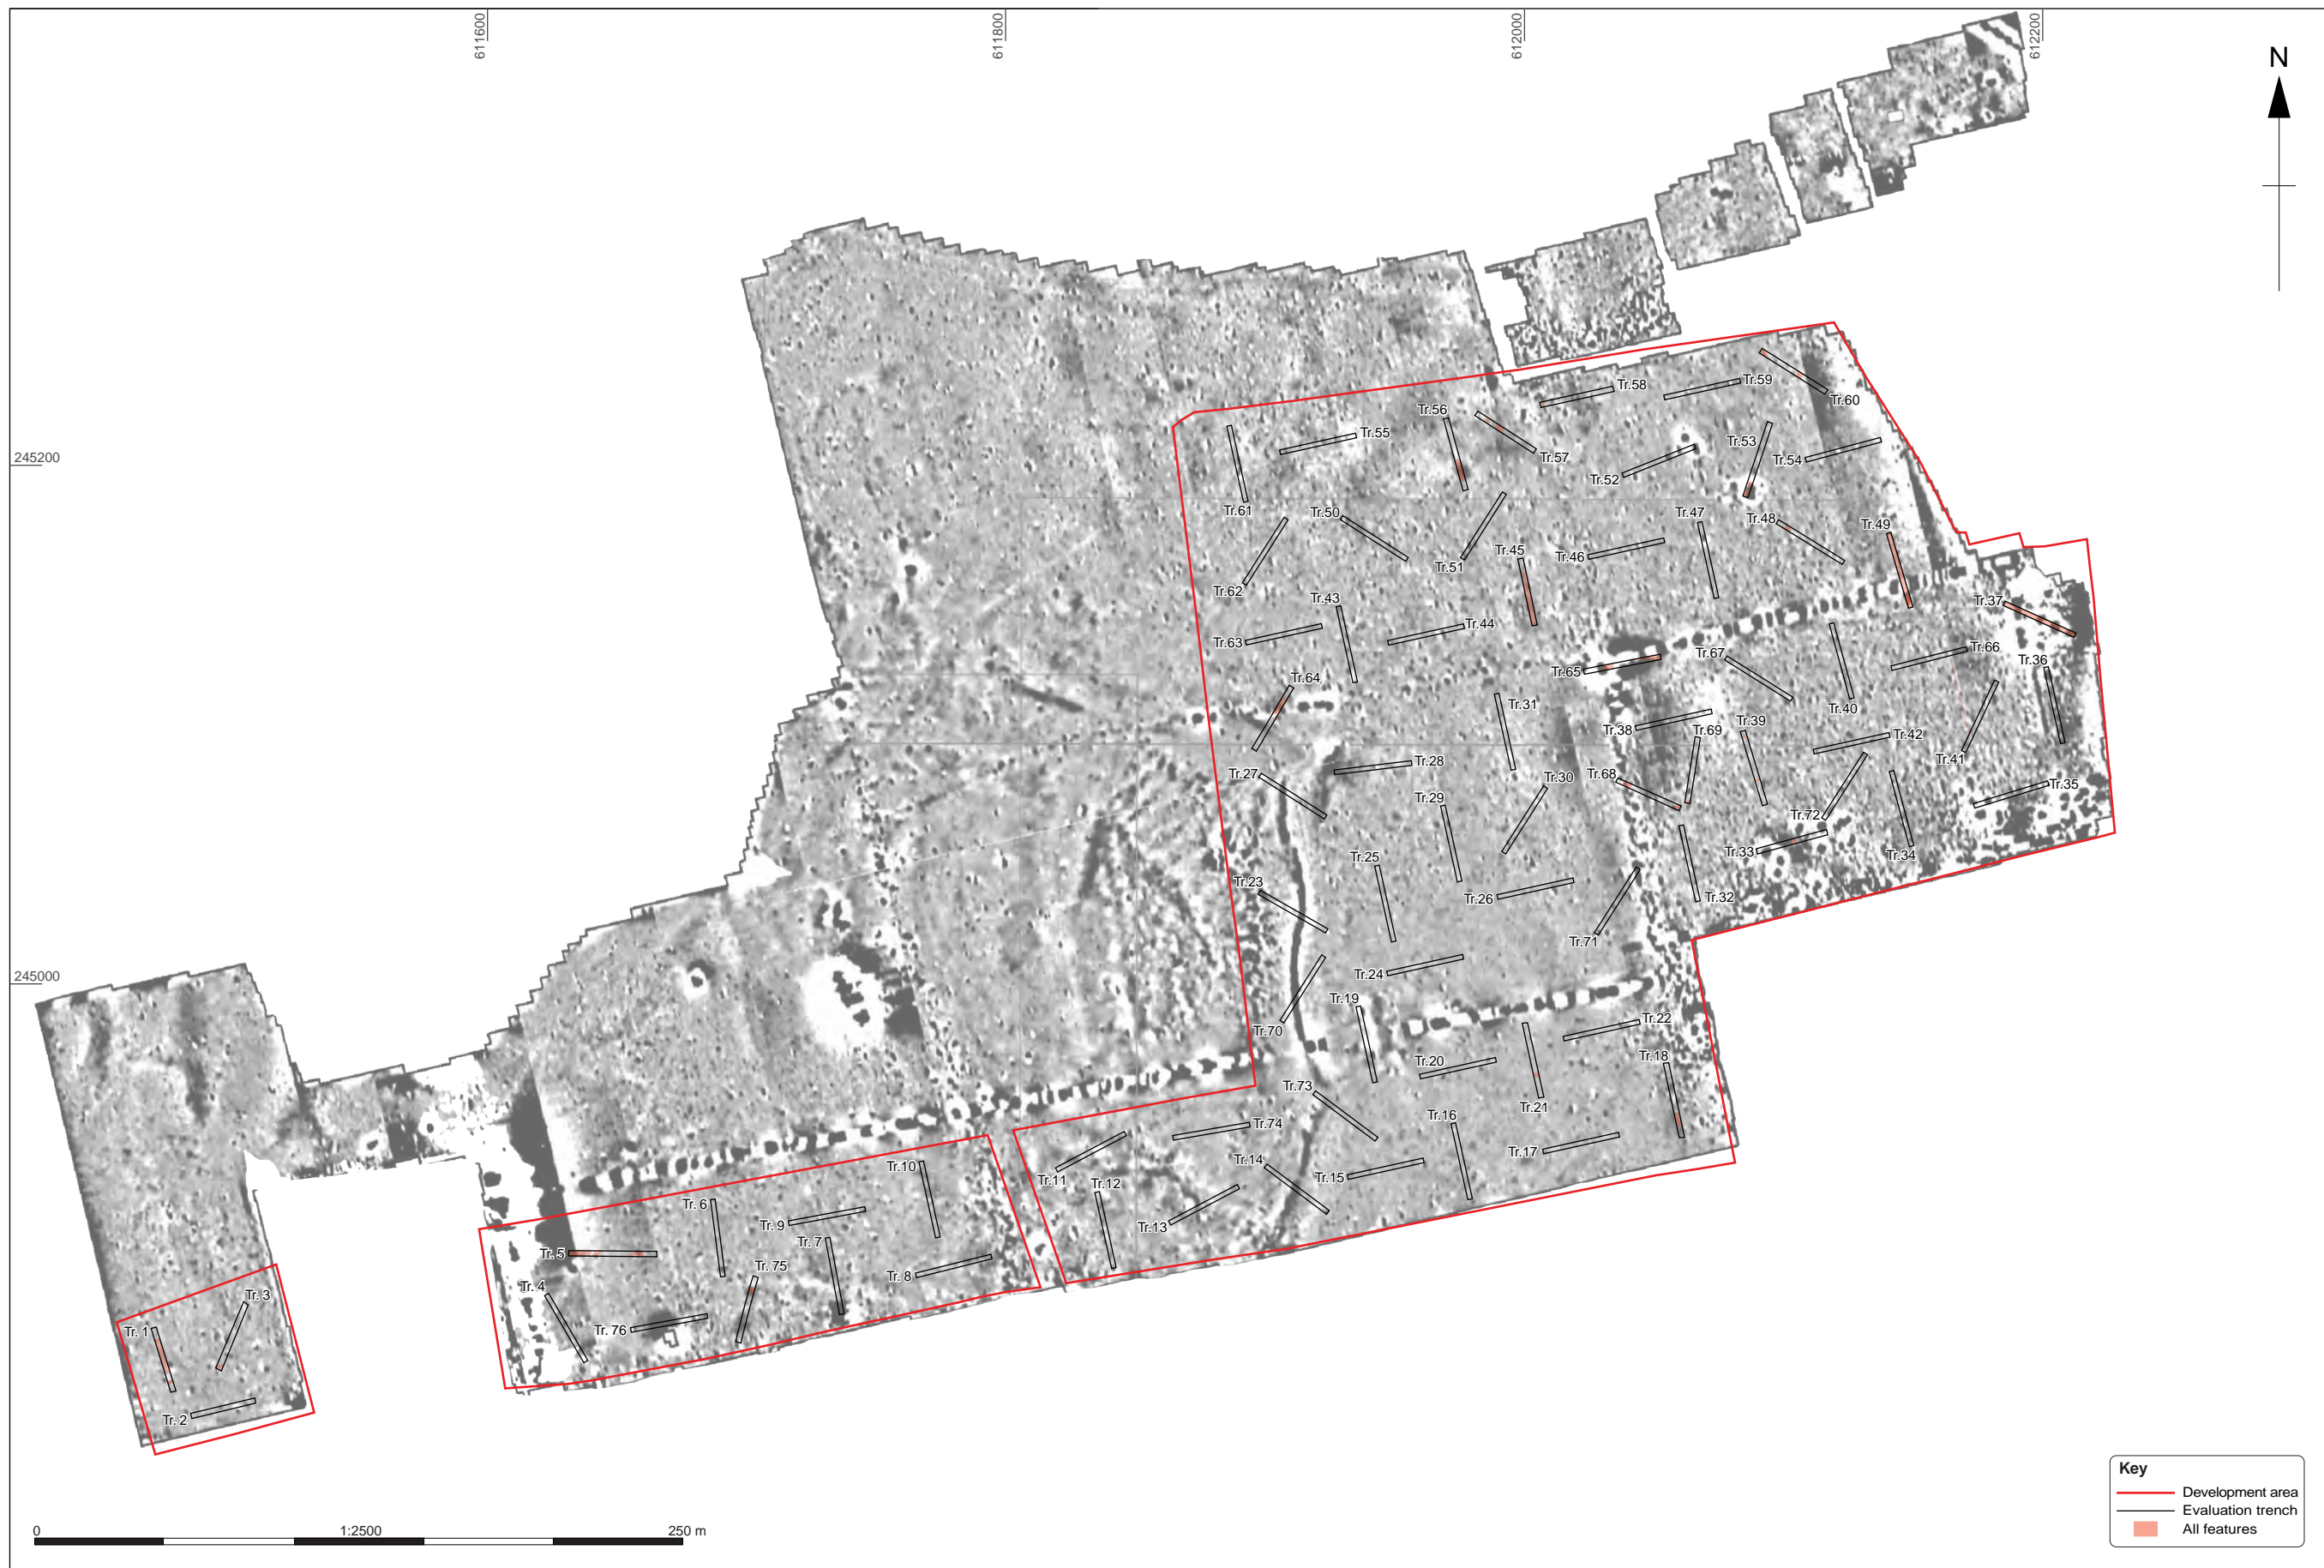 611600
611800
612000
612200
N
245200
245000
Tr.58
Tr.59
Tr.60
Tr.56
Tr.55
Tr.57
Tr.53
Tr.54
Tr.52
Tr.61
Tr.50
Tr.47
Tr.48
Tr.49
Tr.51
Tr.45
Tr.46
Tr.62
Tr.43
Tr.44
Tr.63
Tr.37
Tr.64
Tr.65
Tr.67
Tr.66
Tr.36
Tr.31
Tr.38
Tr.69
Tr.39
Tr.40
Tr.42
Tr.41
Tr.27
Tr.28
Tr.68
Tr.30
Tr.35
Tr.29
Tr.72
Tr.33
Tr.34
Tr.25
Tr.23
Tr.26
Tr.32
Tr.71
Tr.24
Tr.19
Tr.70
Tr.22
Tr.20
Tr.18
Tr.73
Tr.21
Tr.74
Tr.16
Tr.17
Tr.11
Tr.14
Tr.15
Tr.12
Tr.13
Tr.10
Tr. 6
Tr. 9
Tr. 7
Tr. 5
Tr. 75
Tr. 8
Tr. 4
Tr. 76
Tr. 3
Tr. 1
Tr. 2
0 1:2500 250 m
Key
Development area
Evaluation trench
All features